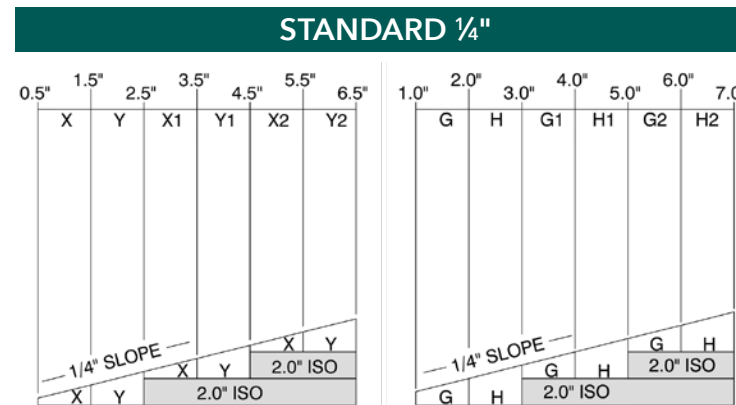 STANDARD ¼"
0.5" 1.5" 2.5" 3.5" 4.5" 5.5" 6.5"
X Y X1 Y1 X2 Y2
1/4" SLOPE
X Y
X Y 2.0" ISO
X Y 2.0" ISO
1.0" 2.0" 3.0" 4.0" 5.0" 6.0" 7.0
G H G1 H1 G2 H2
1/4" SLOPE
G H
G H 2.0" ISO
G H 2.0" ISO